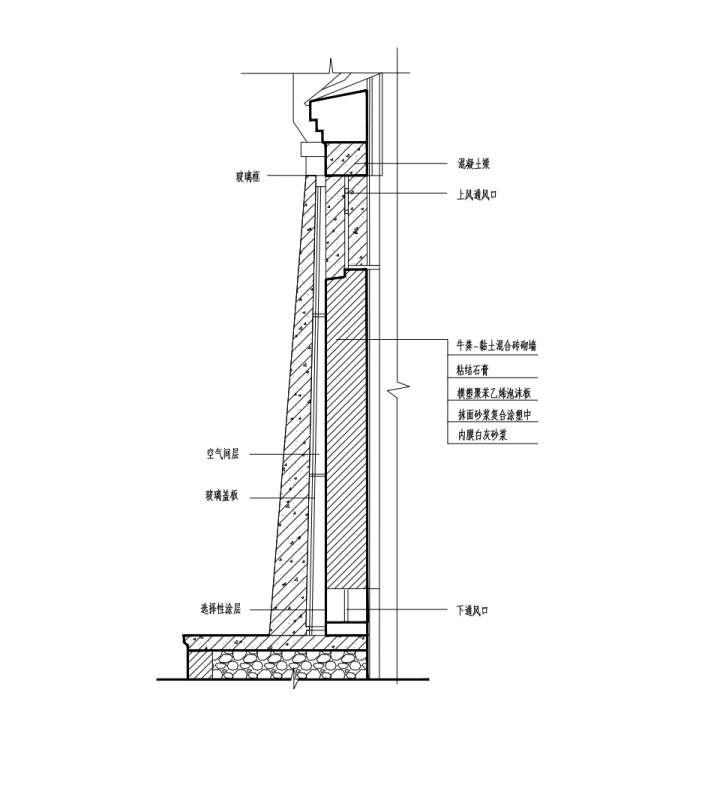 混凝土梁
玻璃框
上风通风口
牛粪-黏土混合砖砌墙
粘结石膏
模塑聚苯乙烯泡沫板
抹面砂浆复合涂塑中
内膜白灰砂浆
空气间层
玻璃盖板
选择性涂层
下通风口